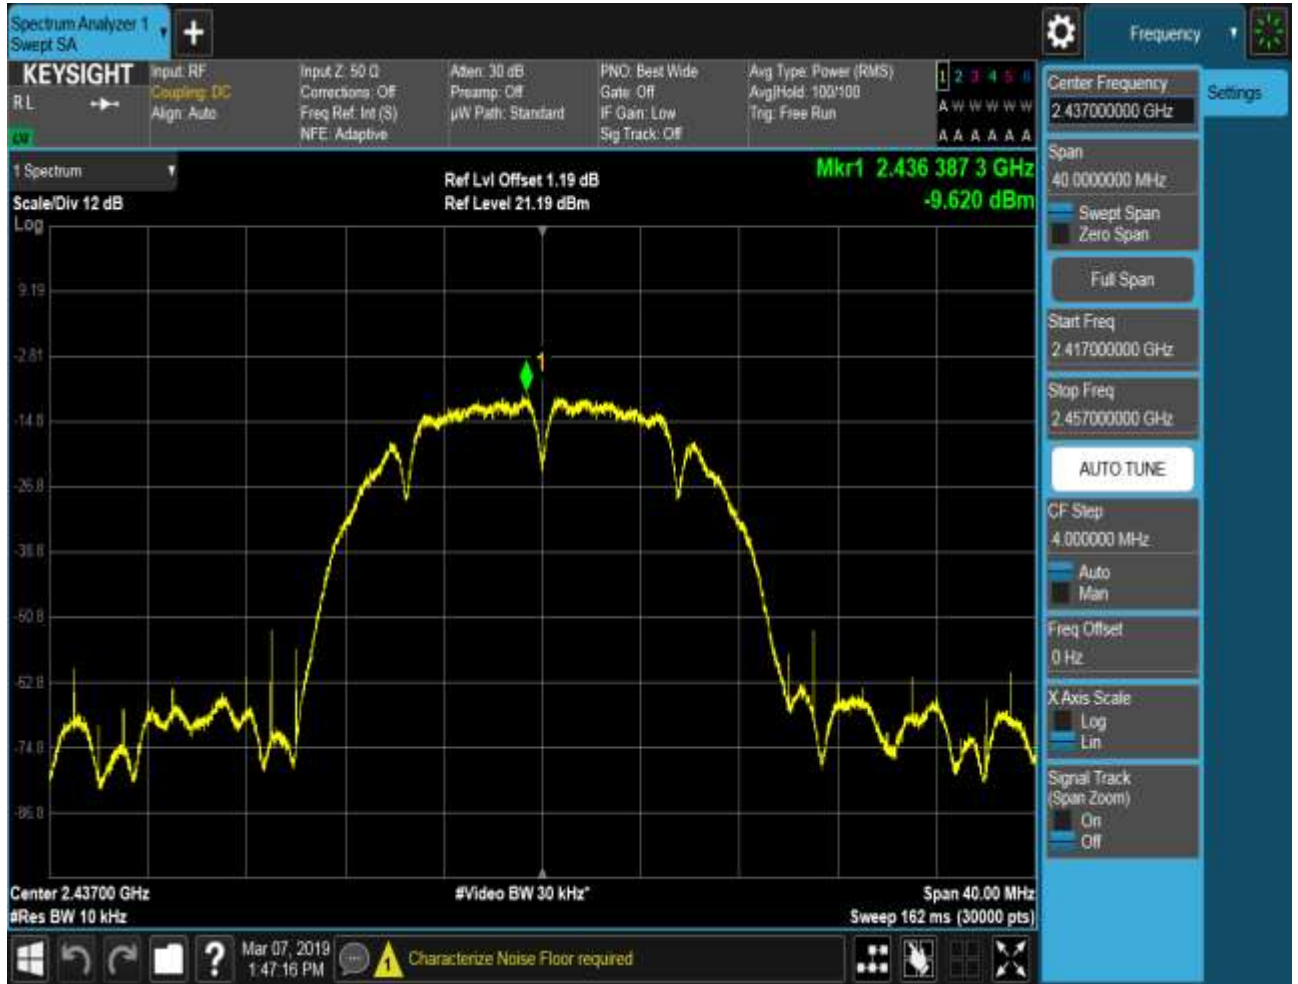 Spectrum Analyzer 1
Swept SA
+
Frequency
KEYSIGHT
Input: RF
Coupling: DC
Align: Auto
Input Z: 50 Ω
Corrections: Off
Freq Ref: Int (S)
NFE: Adaptive
Atten: 30 dB
Preamp: Off
µW Path: Standard
PNO: Best Wide
Gate: Off
IF Gain: Low
Sig Track: Off
Avg Type: Power (RMS)
Avg|Hold: 100/100
Trig: Free Run
1 2 3 4 5 6
A W W W W W
A A A A A A
R L
Center Frequency
2.437000000 GHz
Settings
1 Spectrum
Ref Lvl Offset 1.19 dB
Mkr1 2.436 387 3 GHz
Scale/Div 12 dB
Ref Level 21.19 dBm
-9.620 dBm
Log
9.19
-2.81
-14.8
-26.8
-38.8
-50.8
-62.8
-74.8
-86.8
1
Span
40.0000000 MHz
Swept Span
Zero Span
Full Span
Start Freq
2.417000000 GHz
Stop Freq
2.457000000 GHz
AUTO TUNE
CF Step
4.000000 MHz
Auto
Man
Freq Offset
0 Hz
X Axis Scale
Log
Lin
Signal Track
(Span Zoom)
On
Off
Center 2.43700 GHz
#Video BW 30 kHz*
Span 40.00 MHz
#Res BW 10 kHz
Sweep 162 ms (30000 pts)
?
Mar 07, 2019
1:47:16 PM
1
Characterize Noise Floor required